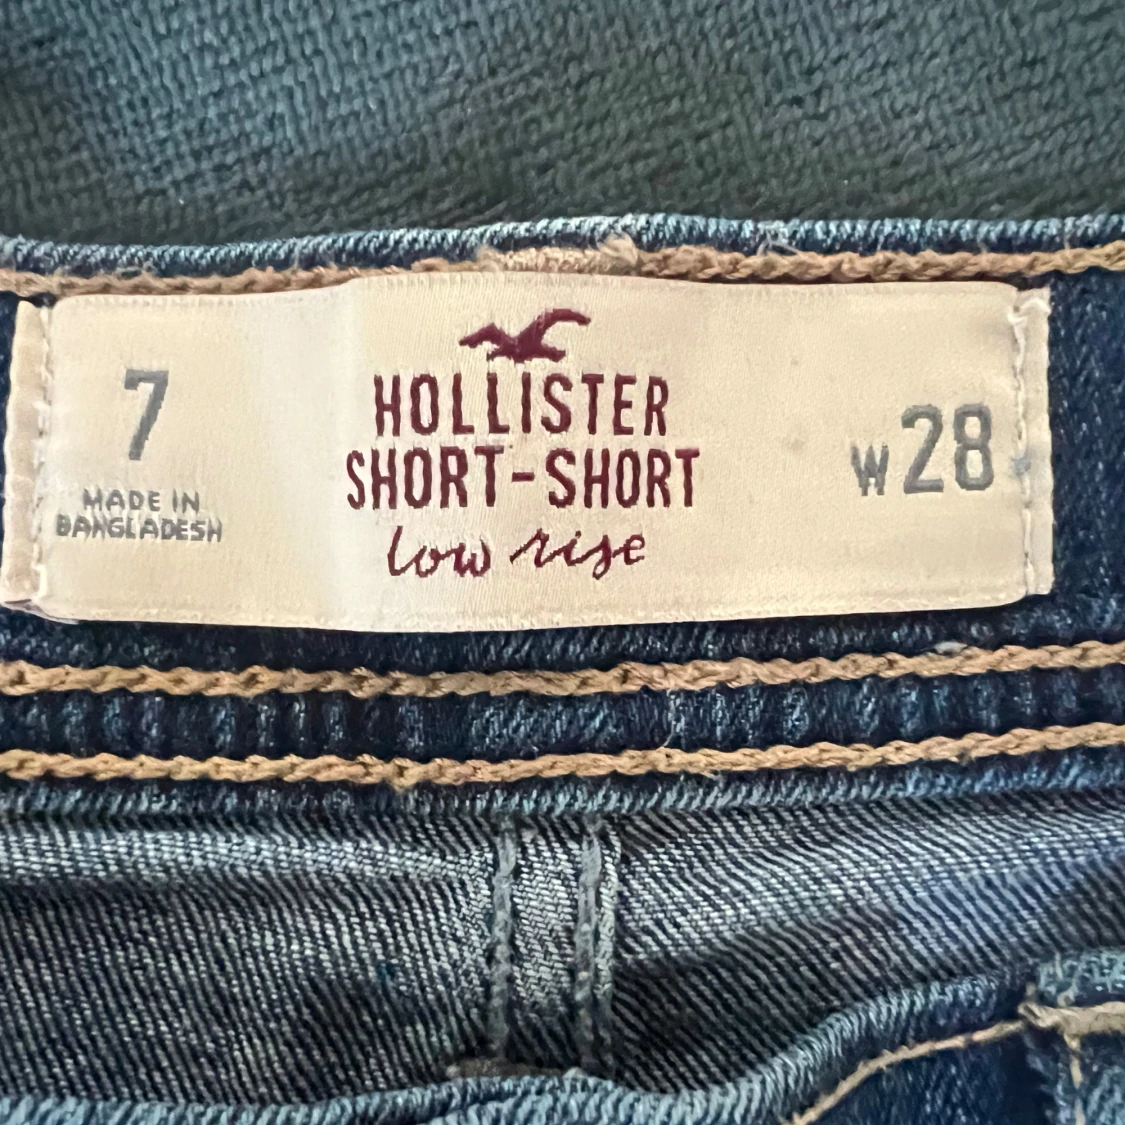 7
MADE IN
BANGLADESH
HOLLISTER
SHORT-SHORT
low rise
W28